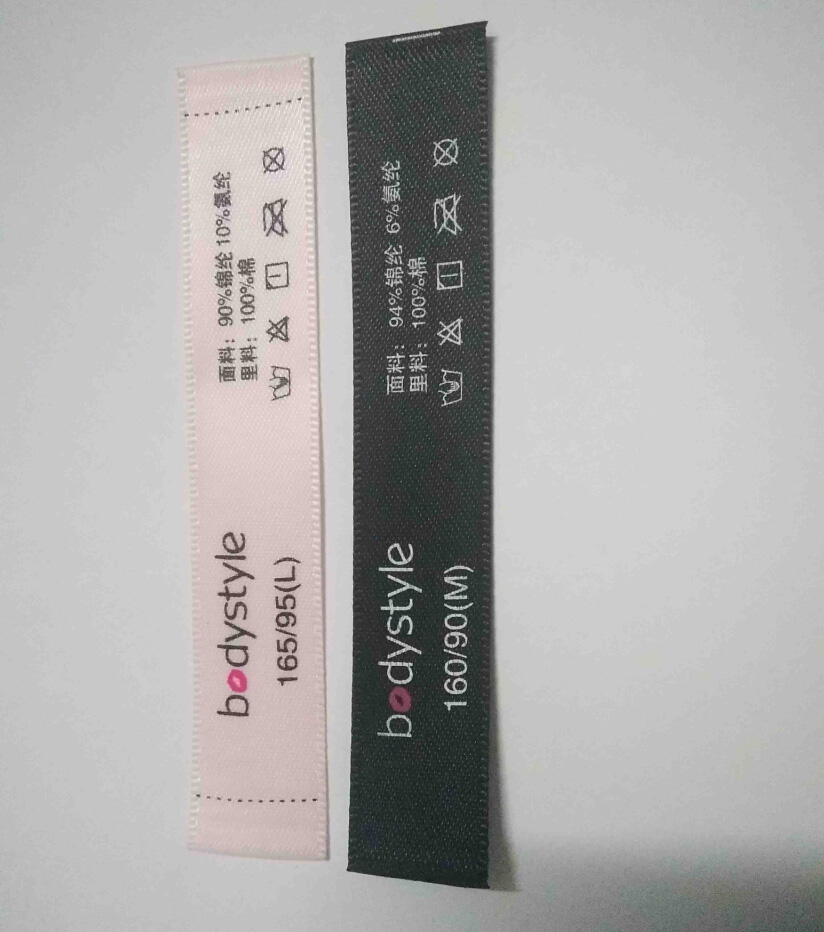 bodystyle
165/95(L)
面料：90%锦纶 10%氨纶
里料：100%棉
bodystyle
160/90(M)
面料：94%锦纶 6%氨纶
里料：100%棉